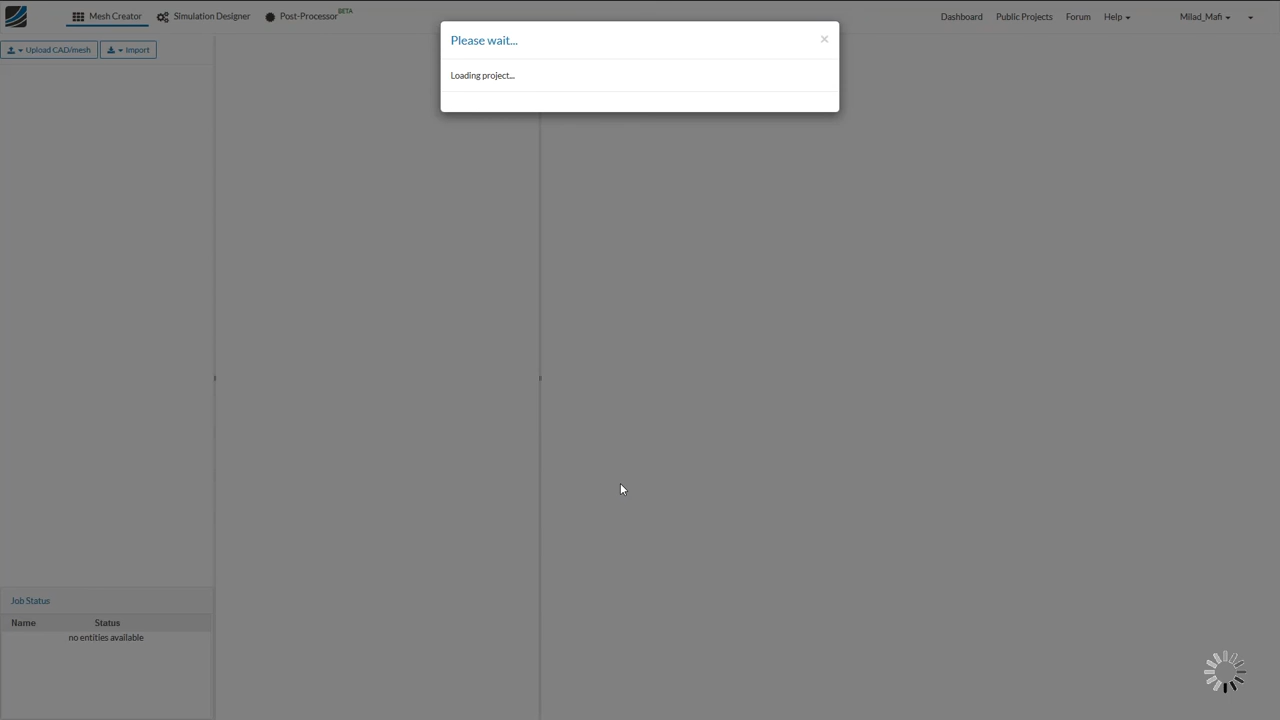 Mesh Creator
Simulation Designer
Post-Processor BETA
Dashboard
Public Projects
Forum
Help
Milad_Mafi
Upload CAD/mesh
Import
Please wait...
×
Loading project...
Job Status
Name Status
no entities available